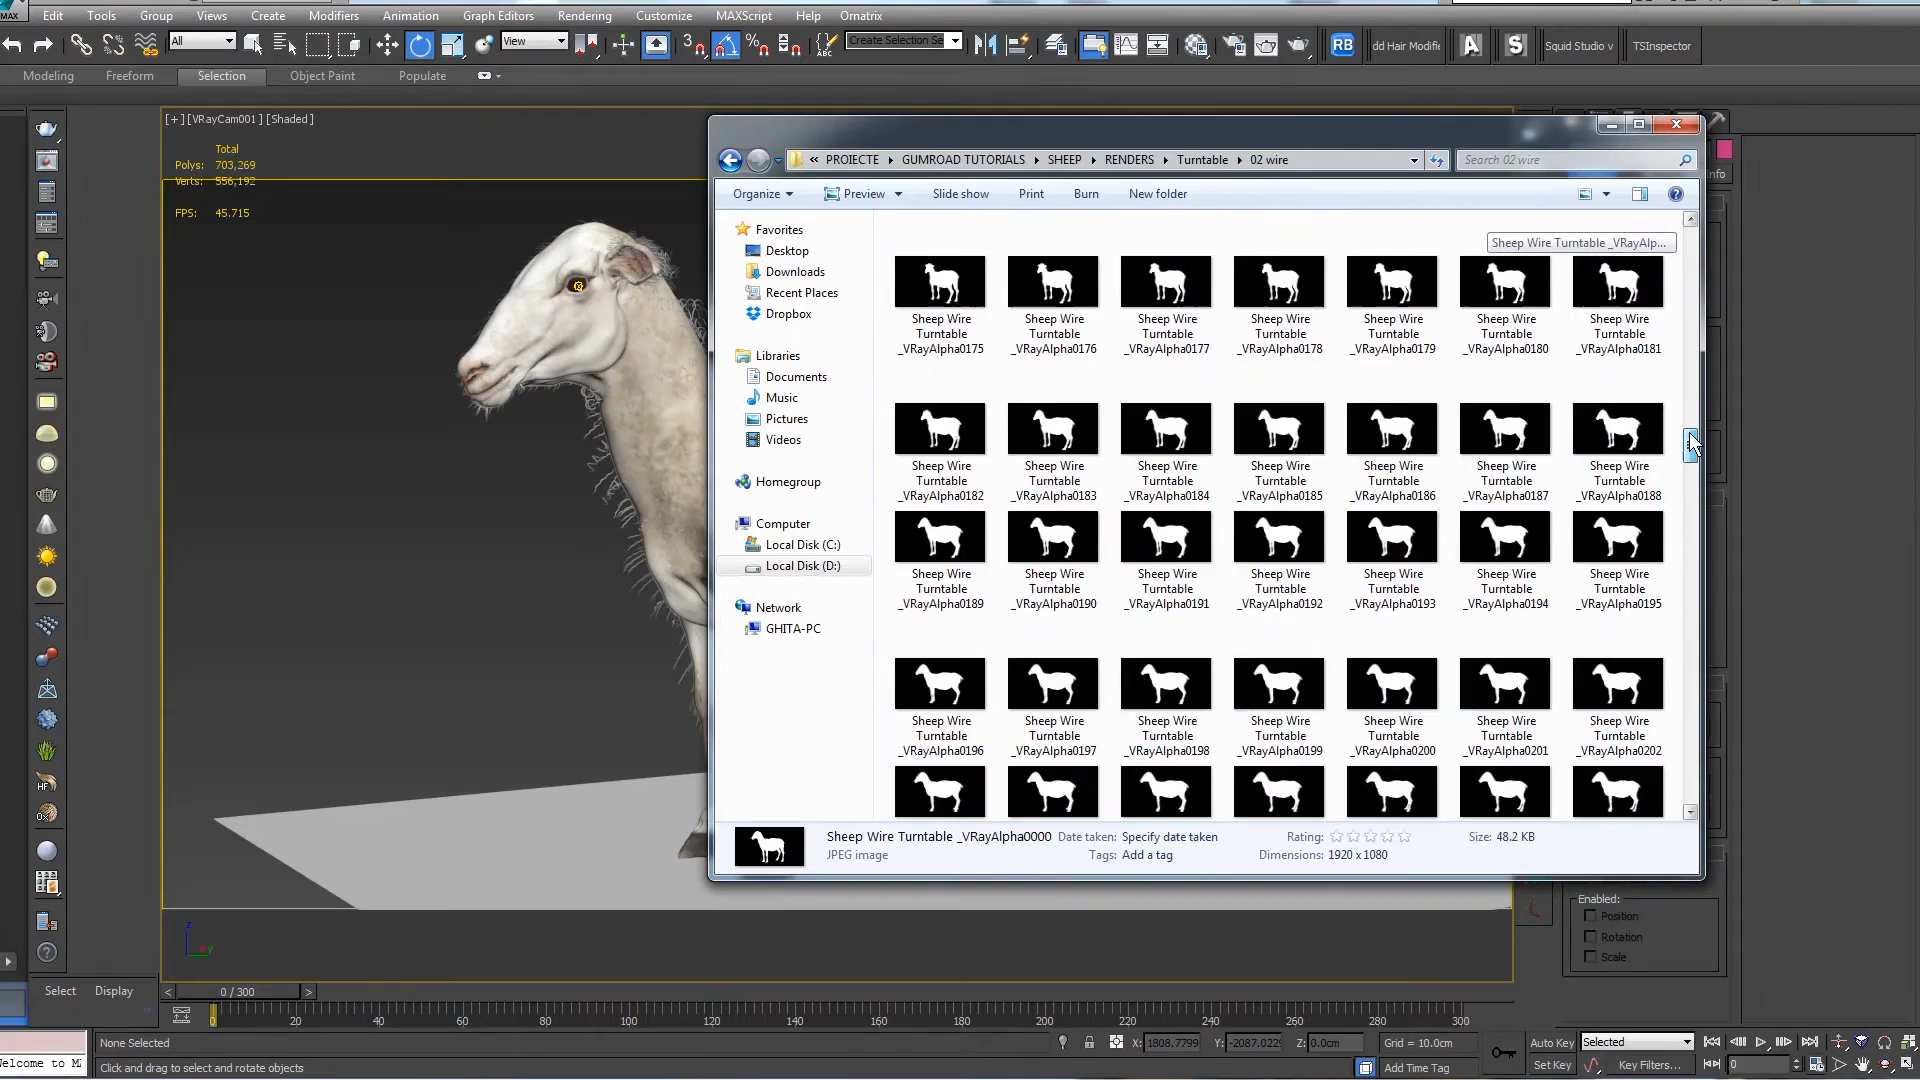 MAX
Edit Tools Group Views Create Modifiers Animation Graph Editors Rendering Customize MAXScript Help Ornatrix
All View 3 ABC Create Selection Se RB dd Hair Modifie A S Squid Studio v TSInspector
Modeling Freeform Selection Object Paint Populate
[+] [VRayCam001] [Shaded]
Total
Polys: 703,269
Verts: 556,192
FPS: 45.715
« PROIECTE GUMROAD TUTORIALS SHEEP RENDERS Turntable 02 wire
Search 02 wire
nfo
Organize Preview Slide show Print Burn New folder
Favorites
Desktop
Downloads
Recent Places
Dropbox
Libraries
Documents
Music
Pictures
Videos
Homegroup
Computer
Local Disk (C:)
Local Disk (D:)
Network
GHITA-PC
Sheep Wire Turntable _VRayAlp...
Sheep Wire Sheep Wire Sheep Wire Sheep Wire Sheep Wire Sheep Wire Sheep Wire
Turntable Turntable Turntable Turntable Turntable Turntable Turntable
_VRayAlpha0175 _VRayAlpha0176 _VRayAlpha0177 _VRayAlpha0178 _VRayAlpha0179 _VRayAlpha0180 _VRayAlpha0181
Sheep Wire Sheep Wire Sheep Wire Sheep Wire Sheep Wire Sheep Wire Sheep Wire
Turntable Turntable Turntable Turntable Turntable Turntable Turntable
_VRayAlpha0182 _VRayAlpha0183 _VRayAlpha0184 _VRayAlpha0185 _VRayAlpha0186 _VRayAlpha0187 _VRayAlpha0188
Sheep Wire Sheep Wire Sheep Wire Sheep Wire Sheep Wire Sheep Wire Sheep Wire
Turntable Turntable Turntable Turntable Turntable Turntable Turntable
_VRayAlpha0189 _VRayAlpha0190 _VRayAlpha0191 _VRayAlpha0192 _VRayAlpha0193 _VRayAlpha0194 _VRayAlpha0195
Sheep Wire Sheep Wire Sheep Wire Sheep Wire Sheep Wire Sheep Wire Sheep Wire
Turntable Turntable Turntable Turntable Turntable Turntable Turntable
_VRayAlpha0196 _VRayAlpha0197 _VRayAlpha0198 _VRayAlpha0199 _VRayAlpha0200 _VRayAlpha0201 _VRayAlpha0202
Sheep Wire Turntable _VRayAlpha0000 Date taken: Specify date taken Rating: Size: 48.2 KB
JPEG image Tags: Add a tag Dimensions: 1920 x 1080
Enabled:
Position
Rotation
Scale
HF
z
y
Select Display < 0 / 300 >
20 40 60 80 100 120 140 160 180 200 220 240 260 280 300
None Selected X: 1808.7799 Y: -2087.022 Z: 0.0cm Grid = 10.0cm Auto Key Selected
Welcome to M Click and drag to select and rotate objects Add Time Tag Set Key Key Filters... 0